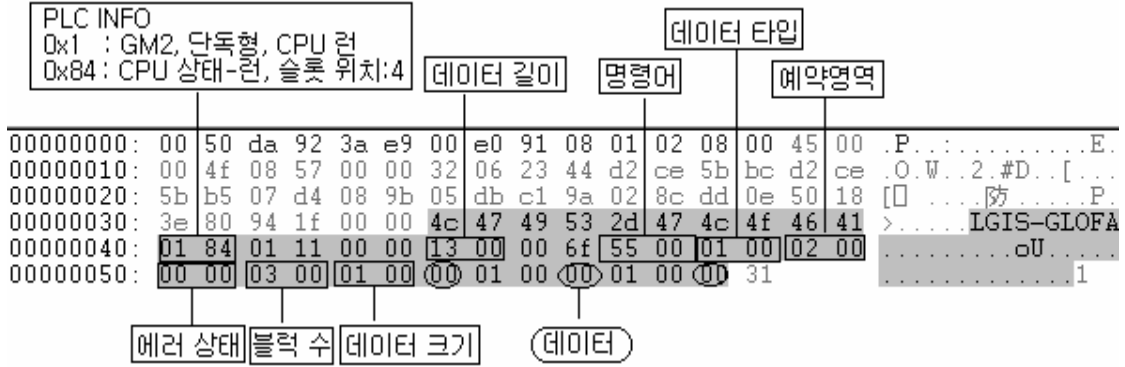 PLC INFO
0x1 : GM2, 단독형, CPU 런
0x84 : CPU 상태-런, 슬롯 위치:4
데이터 타입
데이터 길이
명령어
예약영역
00000000: 00 50 da 92 3a e9 00 e0 91 08 01 02 08 00 45 00 .P..:.........E.
00000010: 00 4f 08 57 00 00 32 06 23 44 d2 ce 5b bc d2 ce .O.W..2.#D..[...
00000020: 5b b5 07 d4 08 9b 05 db c1 9a 02 8c dd 0e 50 18 [ ....防.....P.
00000030: 3e 80 94 1f 00 00 4c 47 49 53 2d 47 4c 4f 46 41 >.....LGIS-GLOFA
00000040: 01 84 01 11 00 00 13 00 00 6f 55 00 01 00 02 00 .........oU.....
00000050: 00 00 03 00 01 00 00 01 00 00 01 00 00 31 .............1
에러 상태
블럭 수
데이터 크기
데이터